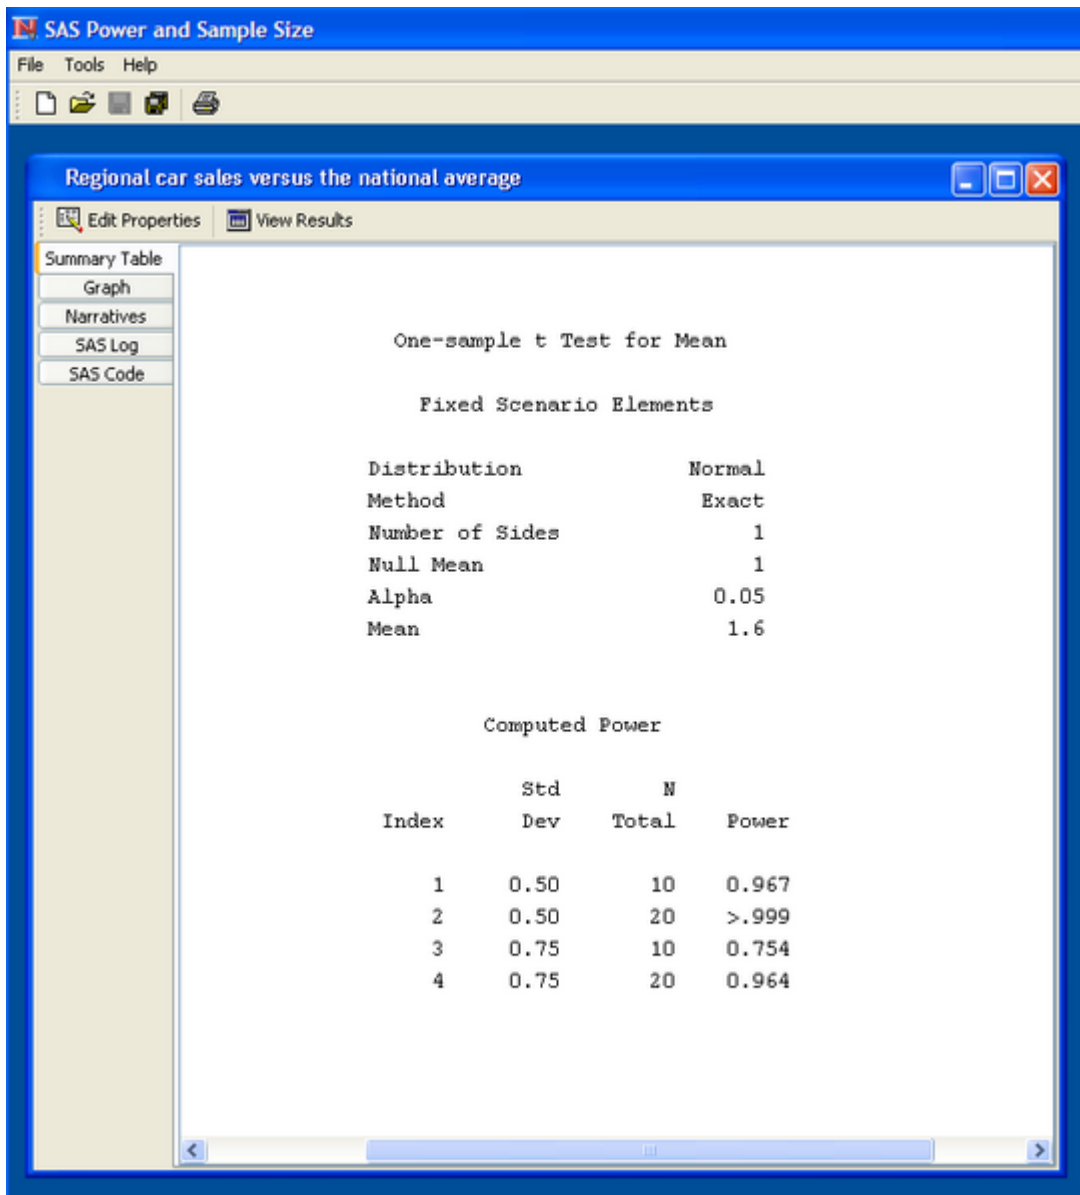 SAS Power and Sample Size
File Tools Help
Regional car sales versus the national average
Edit Properties View Results
Summary Table
Graph
Narratives
SAS Log
SAS Code
One-sample t Test for Mean
Fixed Scenario Elements
Distribution Normal
Method Exact
Number of Sides 1
Null Mean 1
Alpha 0.05
Mean 1.6
Computed Power
Std N
Index Dev Total Power
1 0.50 10 0.967
2 0.50 20 >.999
3 0.75 10 0.754
4 0.75 20 0.964